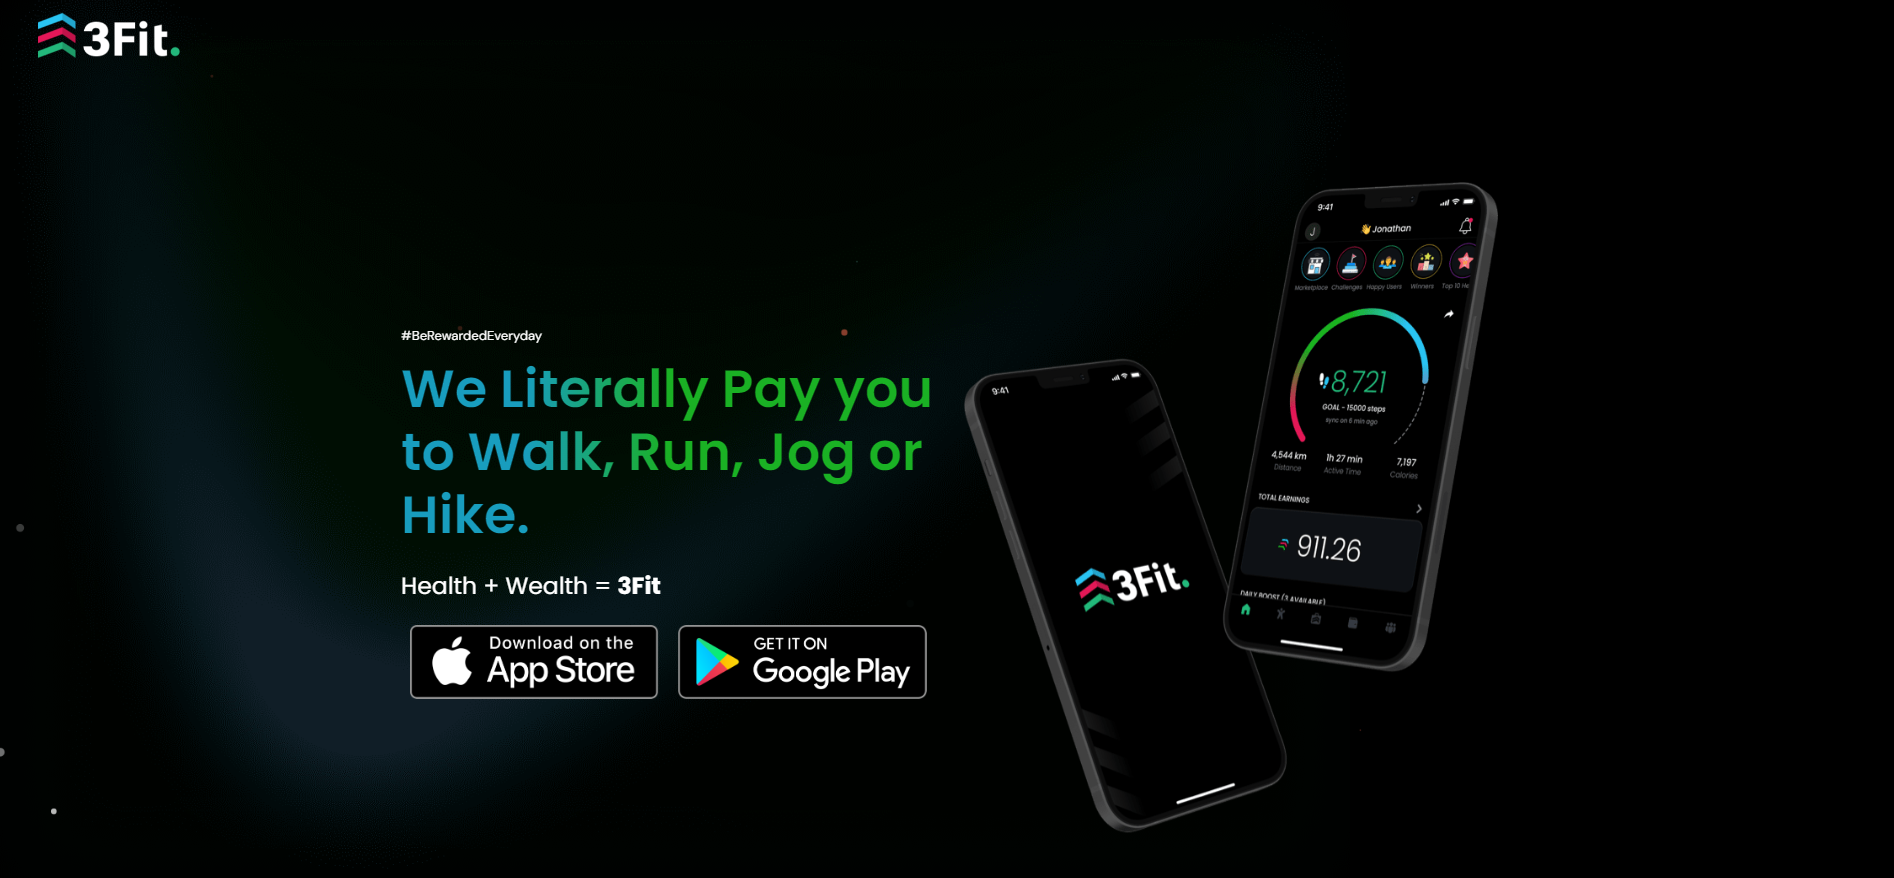 3Fit.
#BeRewardedEveryday
We Literally Pay you
to Walk, Run, Jog or
Hike.
Health + Wealth = 3Fit
Download on the
App Store
GET IT ON
Google Play
9:41
3Fit.
9:41
J
👋 Jonathan
Marketplace Challenges Happy Users Winners Top 10 He
8,721
GOAL - 15000 steps
sync on 6 min ago
4,544 km 1h 27 min 7,197
Distance Active Time Calories
TOTAL EARNINGS
911.26
DAILY BOOST (3 AVAILABLE)